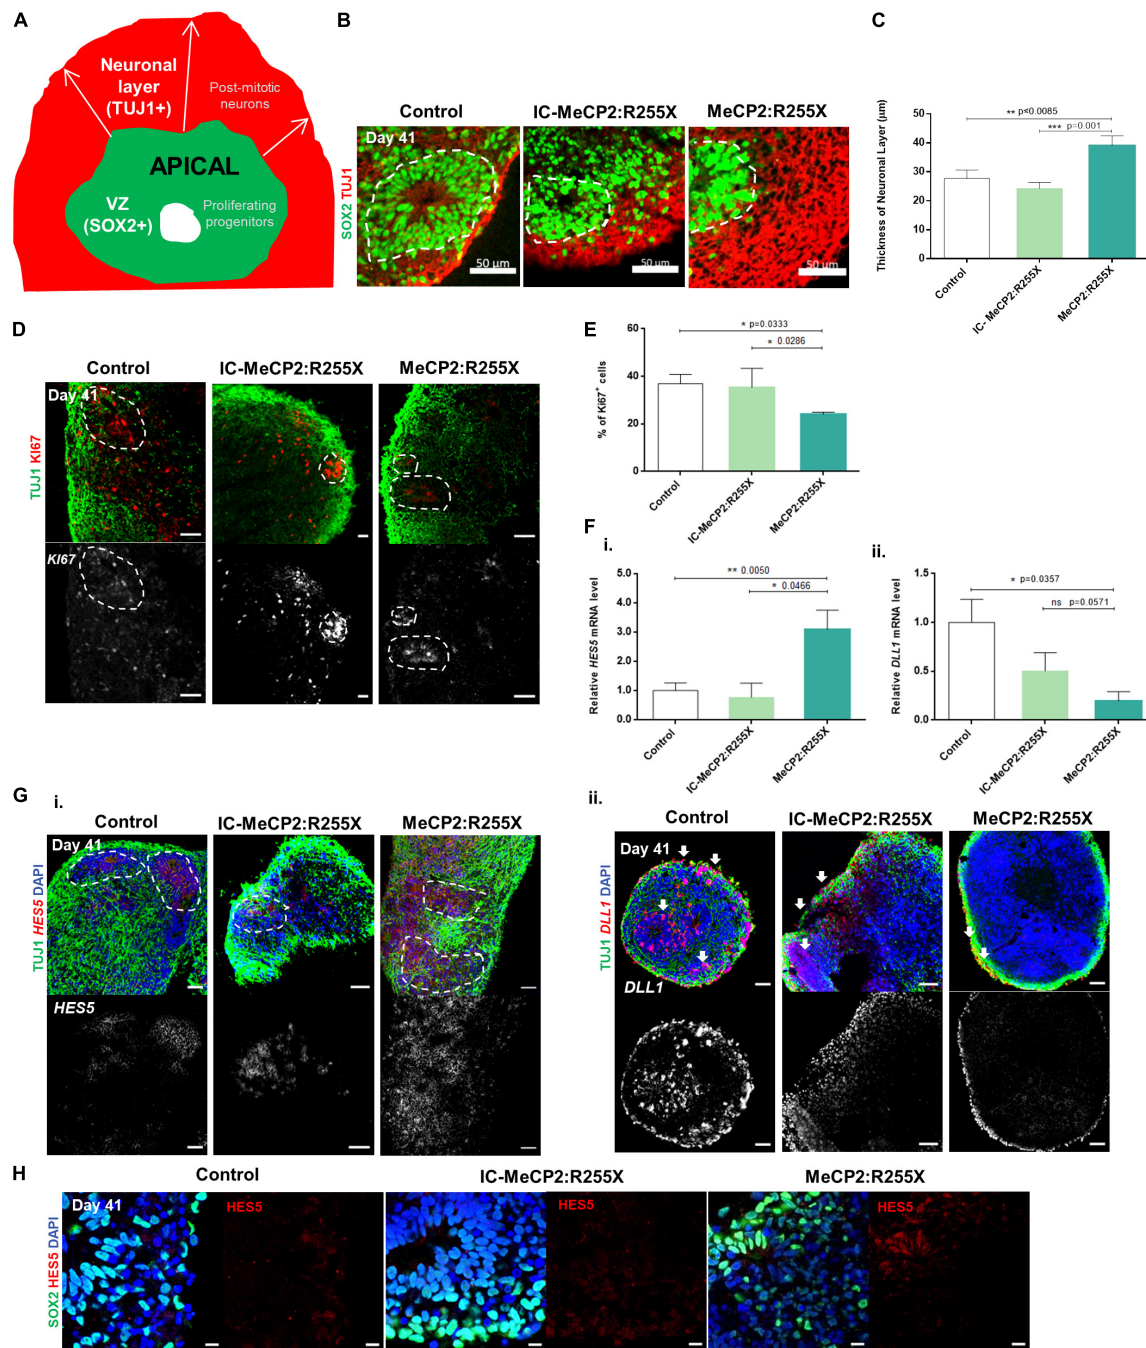 A
Neuronal
layer
(TUJ1+)
Post-mitotic
neurons
APICAL
VZ
(SOX2+)
Proliferating
progenitors
B
Control
IC-MeCP2:R255X
MeCP2:R255X
Day 41
SOX2 TUJ1
50 µm
50 µm
50 µm
C
Thickness of Neuronal Layer (µm)
50
40
30
20
10
0
** p<0.0085
*** p=0.001
Control
IC- MeCP2:R255X
MeCP2:R255X
D
Control
IC-MeCP2:R255X
MeCP2:R255X
Day 41
TUJ1 KI67
KI67
E
% of Ki67+ cells
60
40
20
0
* p=0.0333
* 0.0286
Control
IC-MeCP2:R255X
MeCP2:R255X
F
i.
Relative HES5 mRNA level
5.0
4.0
3.0
2.0
1.0
0.0
** 0.0050
* 0.0466
Control
IC-MeCP2:R255X
MeCP2:R255X
ii.
Relative DLL1 mRNA level
1.5
1.0
0.5
0.0
* p=0.0357
ns p=0.0571
Control
IC-MeCP2:R255X
MeCP2:R255X
G
i.
Control
IC-MeCP2:R255X
MeCP2:R255X
Day 41
TUJ1 HES5 DAPI
HES5
ii.
Control
IC-MeCP2:R255X
MeCP2:R255X
Day 41
TUJ1 DLL1 DAPI
DLL1
H
Control
IC-MeCP2:R255X
MeCP2:R255X
Day 41
HES5
HES5
HES5
SOX2 HES5 DAPI